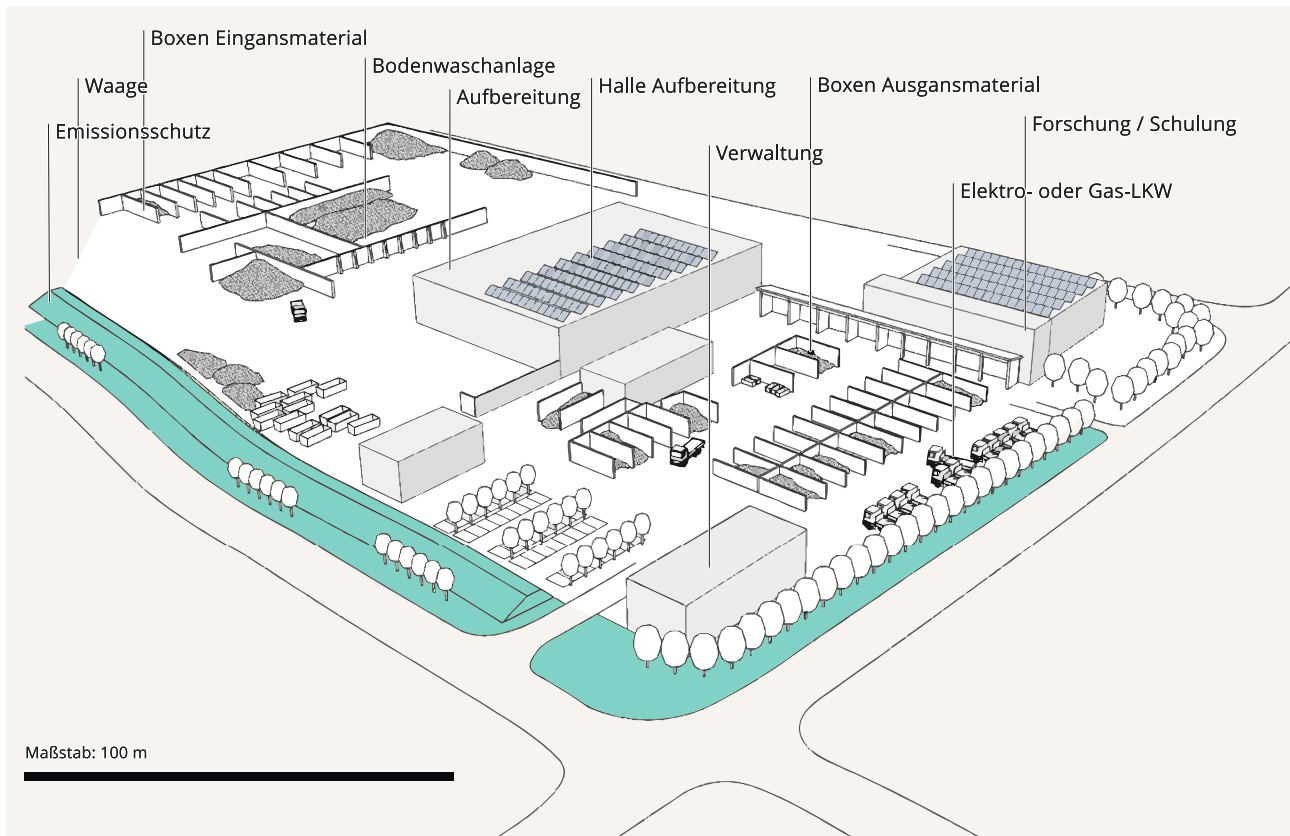 Boxen Eingansmaterial
Bodenwaschanlage
Waage
Aufbereitung
Halle Aufbereitung
Boxen Ausgansmaterial
Emissionsschutz
Forschung / Schulung
Verwaltung
Elektro- oder Gas-LKW
Maßstab: 100 m